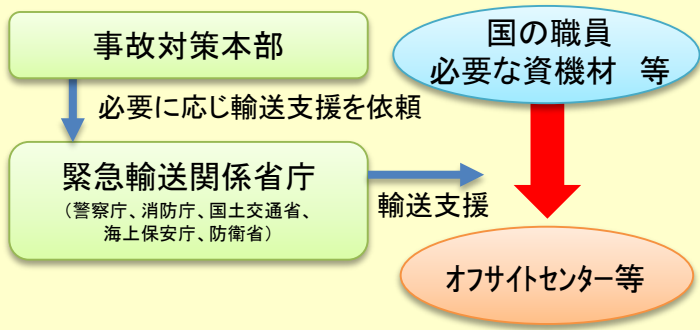 事故対策本部
必要に応じ輸送支援を依頼
緊急輸送関係省庁
（警察庁、消防庁、国土交通省、
海上保安庁、防衛省）
輸送支援
国の職員
必要な資機材　等
オフサイトセンター等